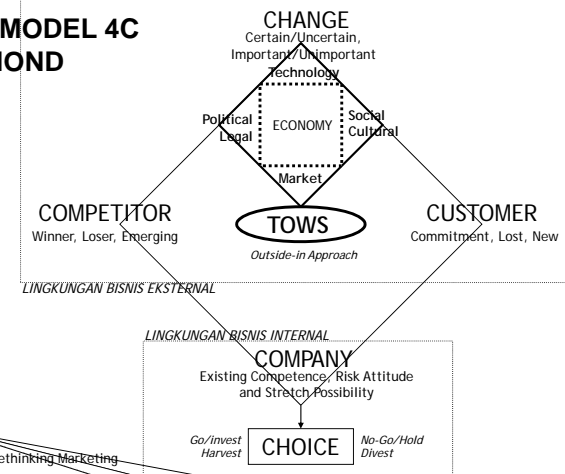 MODEL 4C
CHANGE
Certain/Uncertain,
Important/Unimportant
Technology
Political
Legal
ECONOMY
Social
Cultural
Market
COMPETITOR
Winner, Loser, Emerging
TOWS
Outside-in Approach
CUSTOMER
Commitment, Lost, New
LINGKUNGAN BISNIS EKSTERNAL
LINGKUNGAN BISNIS INTERNAL
COMPANY
Existing Competence, Risk Attitude
and Stretch Possibility
Go/invest
Harvest
CHOICE
No-Go/Hold
Divest
ethinking Marketing